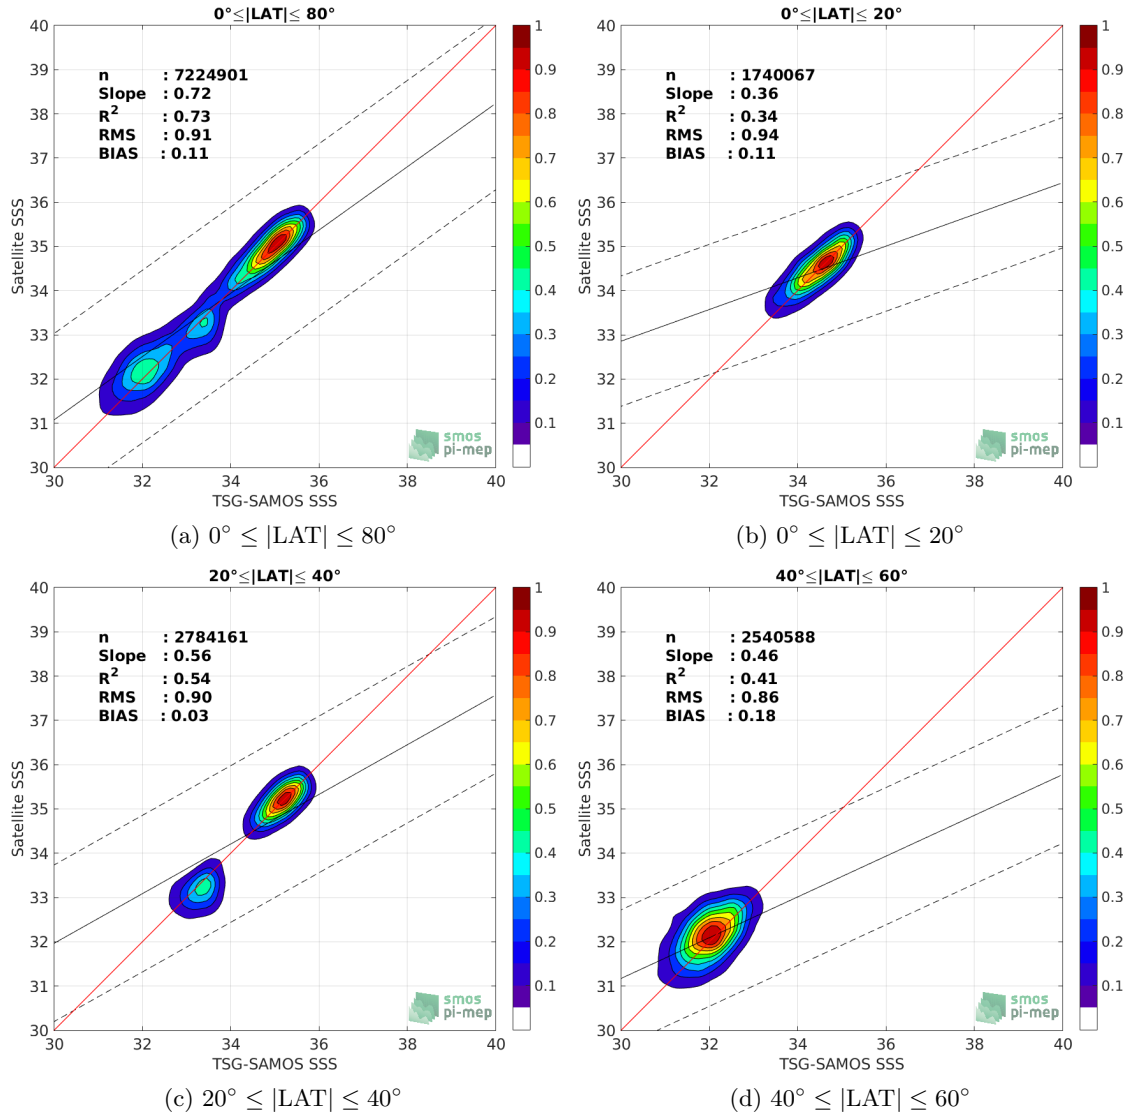 0°≤|LAT|≤ 80°
n : 7224901
Slope : 0.72
R² : 0.73
RMS : 0.91
BIAS : 0.11
40
39
38
37
36
35
34
33
32
31
30
Satellite SSS
30 32 34 36 38 40
TSG-SAMOS SSS
smos
pi-mep
1
0.9
0.8
0.7
0.6
0.5
0.4
0.3
0.2
0.1
(a) 0° ≤ |LAT| ≤ 80°
0°≤|LAT|≤ 20°
n : 1740067
Slope : 0.36
R² : 0.34
RMS : 0.94
BIAS : 0.11
40
39
38
37
36
35
34
33
32
31
30
Satellite SSS
30 32 34 36 38 40
TSG-SAMOS SSS
smos
pi-mep
1
0.9
0.8
0.7
0.6
0.5
0.4
0.3
0.2
0.1
(b) 0° ≤ |LAT| ≤ 20°
20°≤|LAT|≤ 40°
n : 2784161
Slope : 0.56
R² : 0.54
RMS : 0.90
BIAS : 0.03
40
39
38
37
36
35
34
33
32
31
30
Satellite SSS
30 32 34 36 38 40
TSG-SAMOS SSS
smos
pi-mep
1
0.9
0.8
0.7
0.6
0.5
0.4
0.3
0.2
0.1
(c) 20° ≤ |LAT| ≤ 40°
40°≤|LAT|≤ 60°
n : 2540588
Slope : 0.46
R² : 0.41
RMS : 0.86
BIAS : 0.18
40
39
38
37
36
35
34
33
32
31
30
Satellite SSS
30 32 34 36 38 40
TSG-SAMOS SSS
smos
pi-mep
1
0.9
0.8
0.7
0.6
0.5
0.4
0.3
0.2
0.1
(d) 40° ≤ |LAT| ≤ 60°